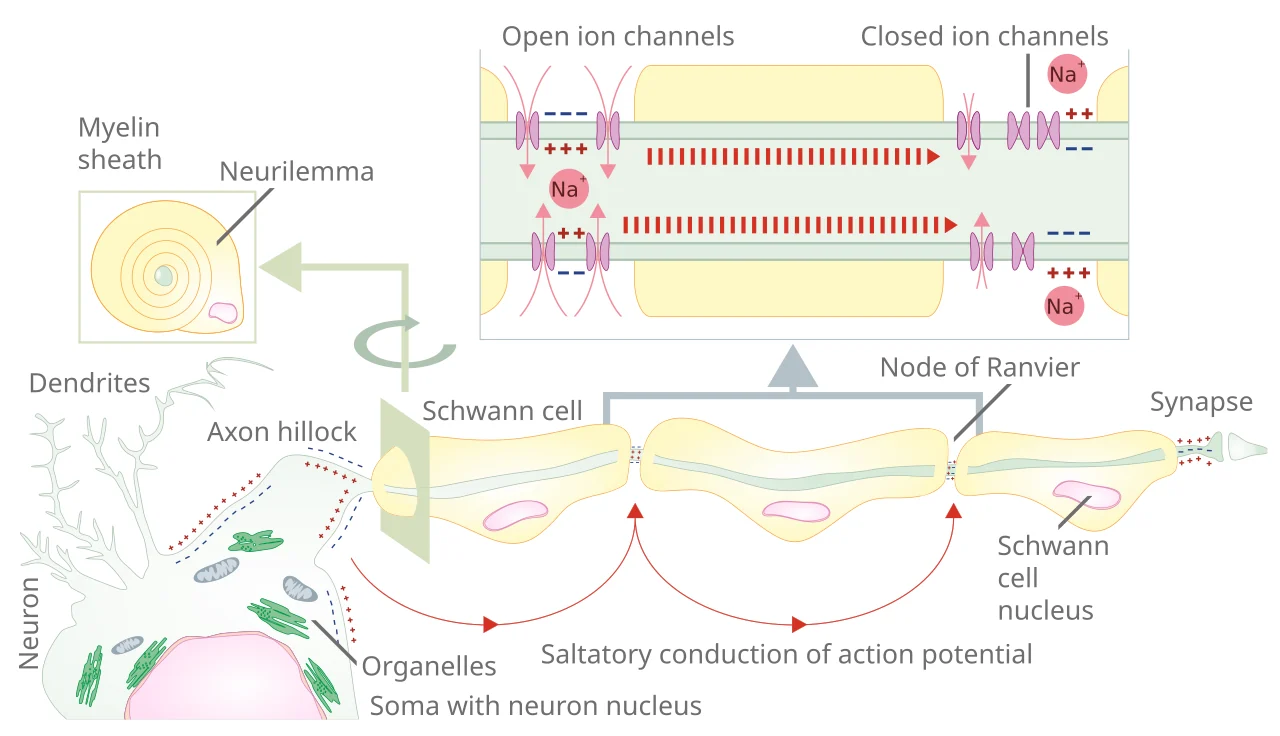 Open ion channels
Closed ion channels
Na+
+ +
− − −
+ + +
− −
Na+
+ +
− −
− − −
+ + +
Na+
Myelin
sheath
Neurilemma
Dendrites
Axon hillock
Schwann cell
Node of Ranvier
Synapse
Schwann
cell
nucleus
Neuron
Organelles
Saltatory conduction of action potential
Soma with neuron nucleus